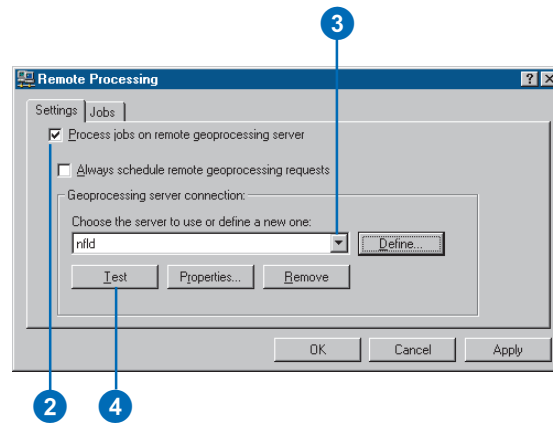 3
Remote Processing
Settings Jobs
Process jobs on remote geoprocessing server
Always schedule remote geoprocessing requests
Geoprocessing server connection:
Choose the server to use or define a new one:
nfld Define...
Test Properties... Remove
OK Cancel Apply
2 4